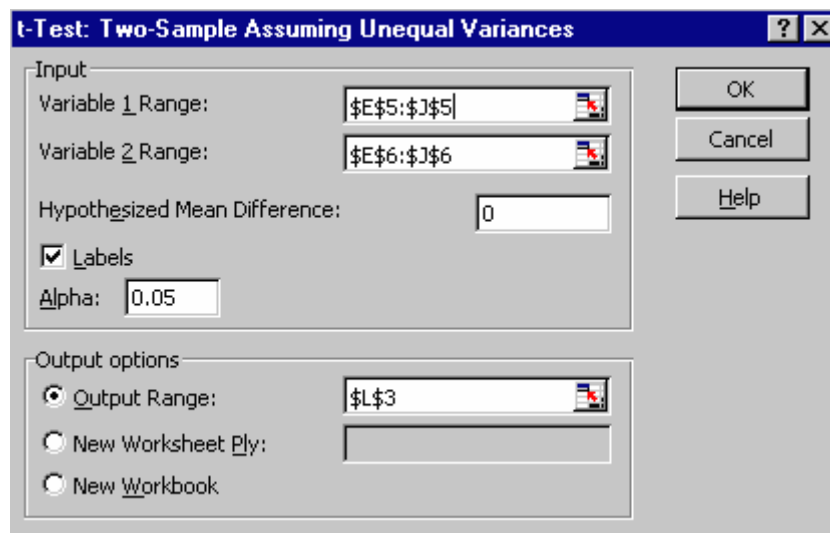 t-Test: Two-Sample Assuming Unequal Variances
Input
Variable 1 Range: $E$5:$J$5
Variable 2 Range: $E$6:$J$6
Hypothesized Mean Difference: 0
Labels
Alpha: 0.05
OK
Cancel
Help
Output options
Output Range: $L$3
New Worksheet Ply:
New Workbook